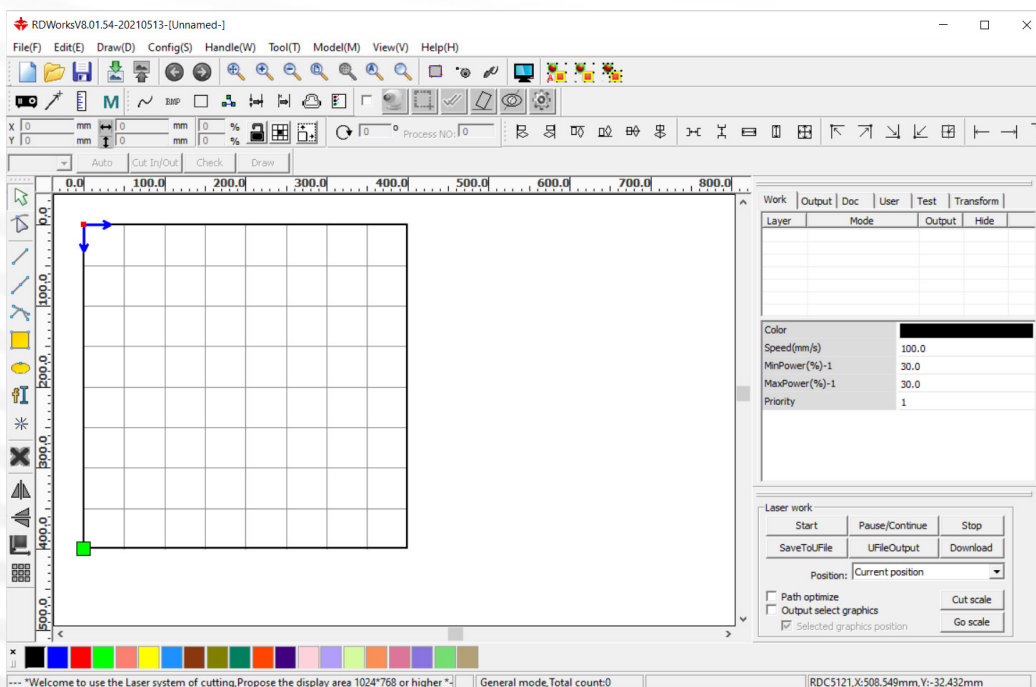 RDWorksV8.01.54-20210513-[Unnamed-]
File(F) Edit(E) Draw(D) Config(S) Handle(W) Tool(T) Model(M) View(V) Help(H)
M BMP
X 0 mm 0 mm 0 % 0 ° Process NO: 0
Y 0 mm 0 mm 0 %
Auto Cut In/Out Check Draw
0.0 100.0 200.0 300.0 400.0 500.0 600.0 700.0 800.0
0.0
100.0
200.0
300.0
400.0
500.0
Work Output Doc User Test Transform
Layer Mode Output Hide
Color
Speed(mm/s) 100.0
MinPower(%)-1 30.0
MaxPower(%)-1 30.0
Priority 1
Laser work
Start Pause/Continue Stop
SaveToUFile UFileOutput Download
Position: Current position
Path optimize Cut scale
Output select graphics
Selected graphics position Go scale
--- *Welcome to use the Laser system of cutting,Propose the display area 1024*768 or higher *- General mode,Total count:0 RDC5121,X:508.549mm,Y:-32.432mm